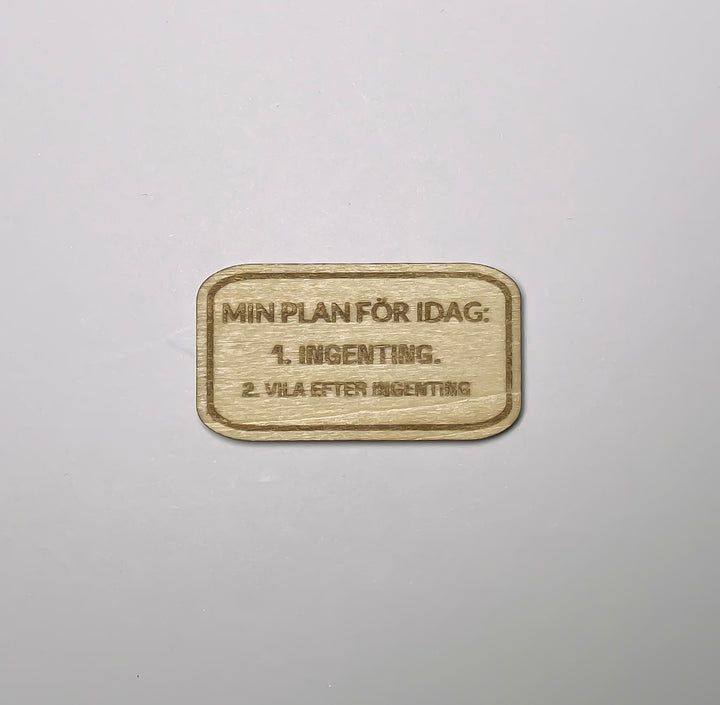 MIN PLAN FÖR IDAG:
1. INGENTING.
2. VILA EFTER INGENTING